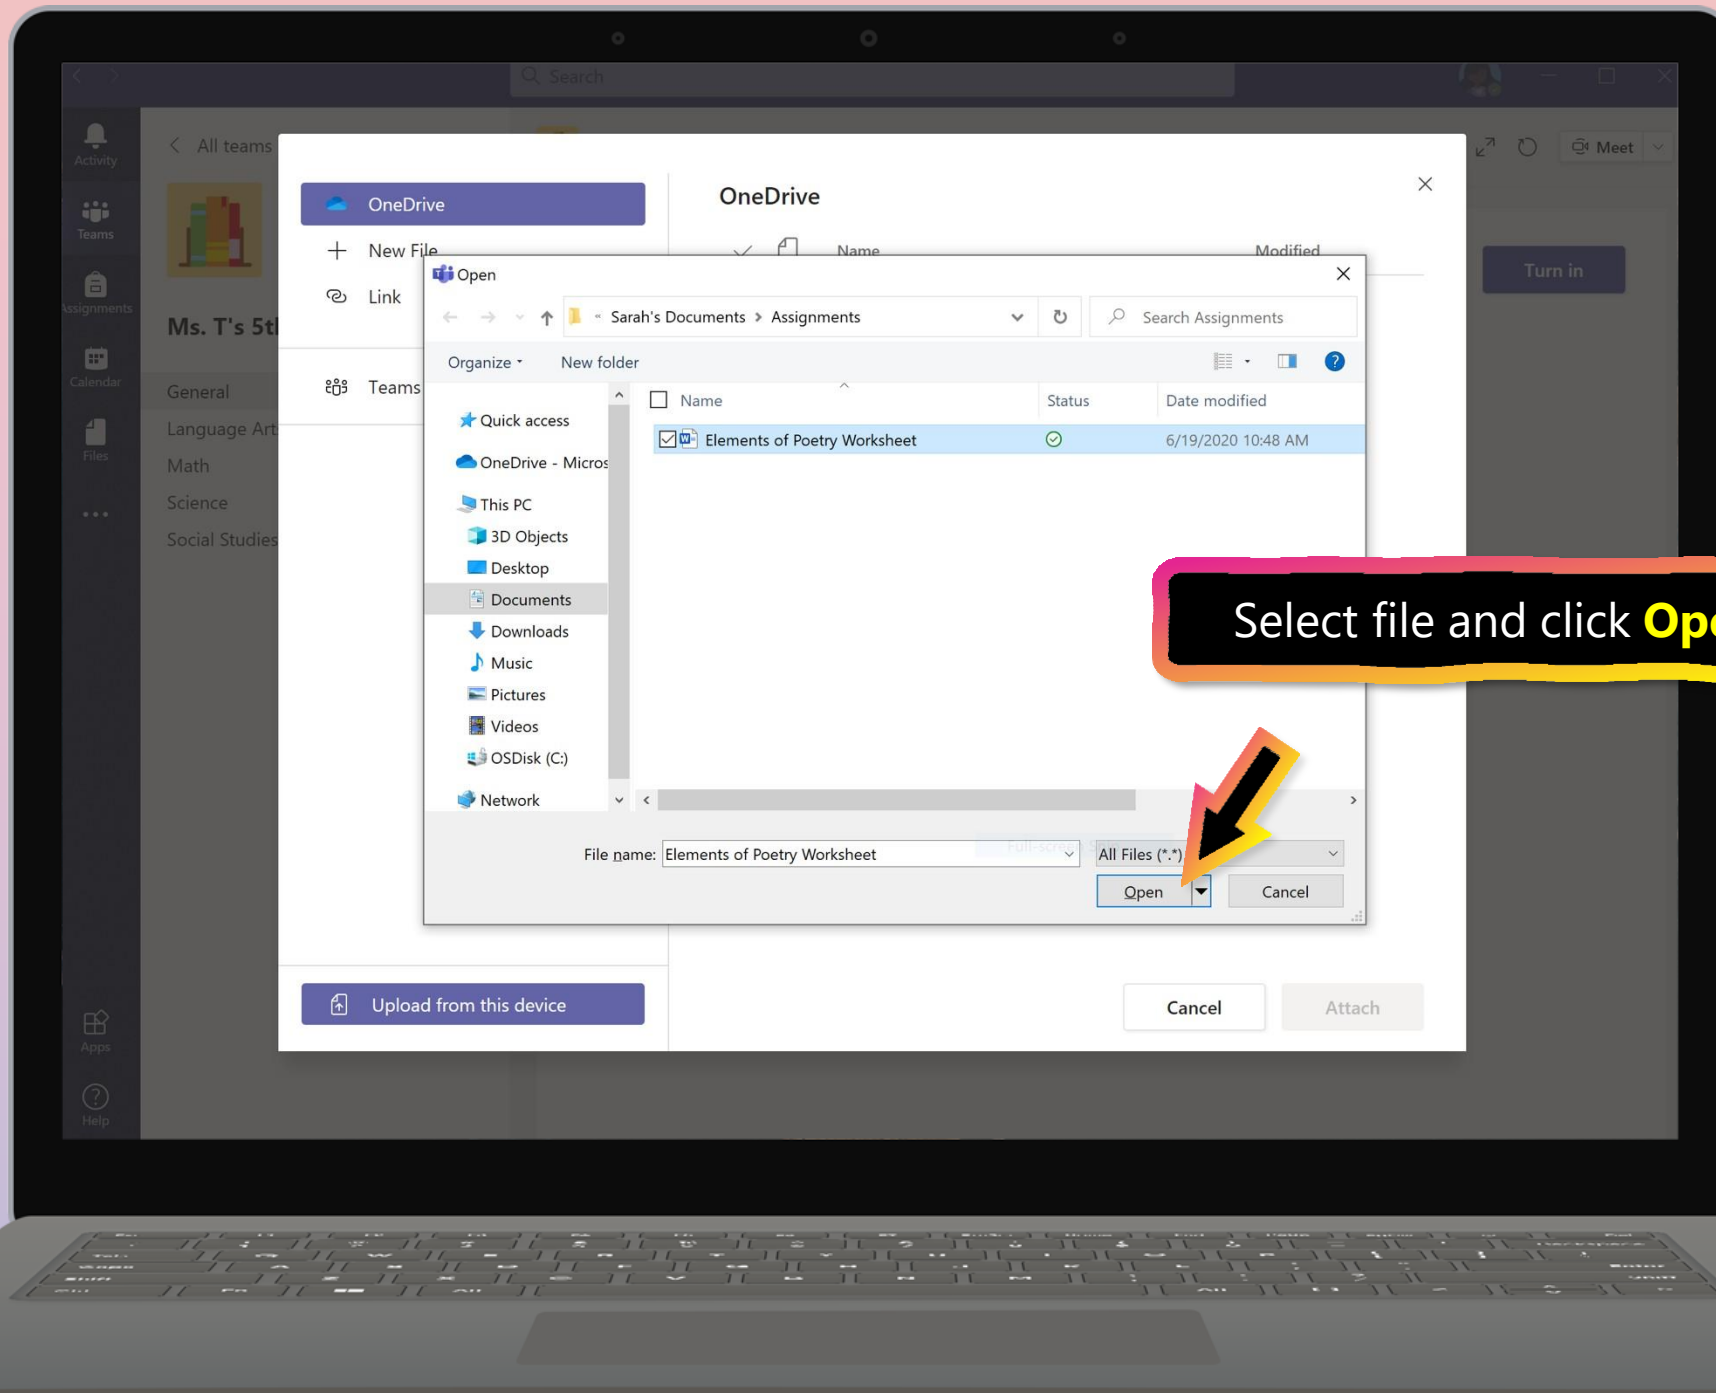 Search
Activity
Teams
Assignments
Calendar
Files
Apps
Help
All teams
Ms. T's 5th
General
Language Art
Math
Science
Social Studies
Meet
Turn in
OneDrive
New File
Link
Teams
Upload from this device
OneDrive
Name
Modified
Cancel
Attach
Open
Sarah's Documents > Assignments
Search Assignments
Organize
New folder
Quick access
OneDrive - Micros
This PC
3D Objects
Desktop
Documents
Downloads
Music
Pictures
Videos
OSDisk (C:)
Network
Name Status Date modified
Elements of Poetry Worksheet 6/19/2020 10:48 AM
File name: Elements of Poetry Worksheet
All Files (*.*)
Open
Cancel
Select file and click Ope